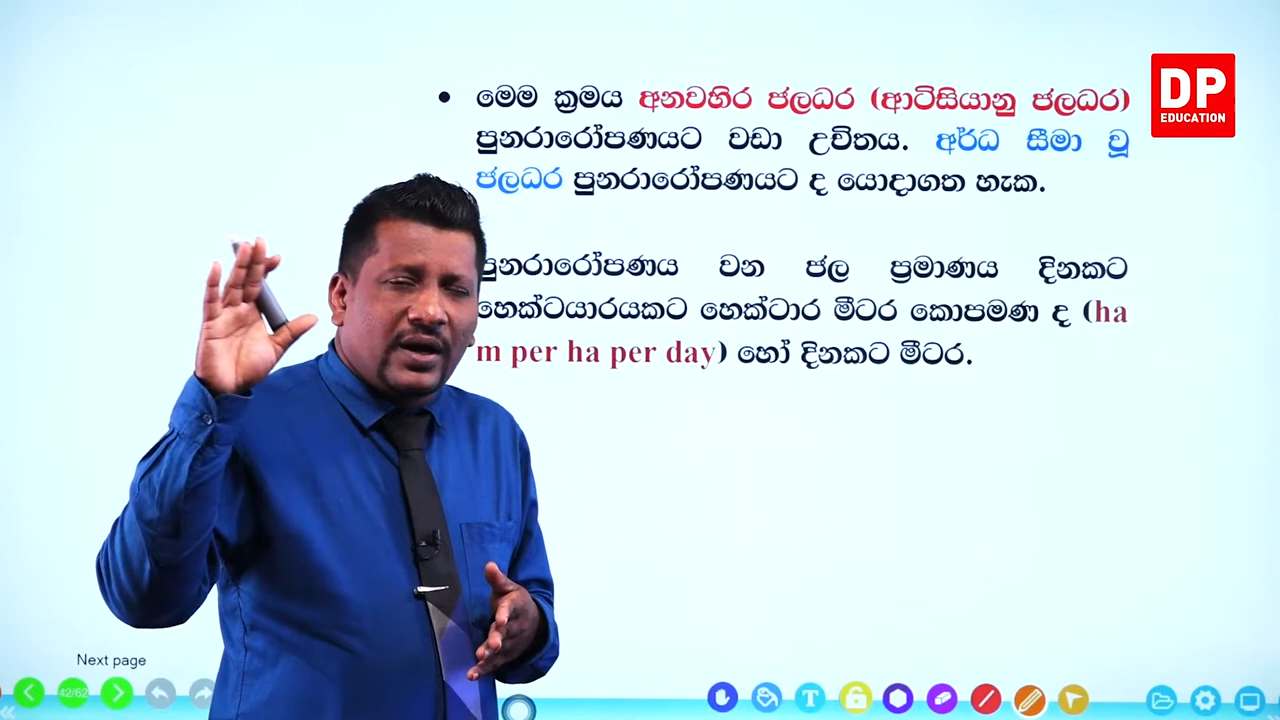 DP
EDUCATION
• මෙම ක්‍රමය අනවහිර ජලධර (ආටිසියානු ජලධර)
පුනරාරෝපණයට වඩා උචිතය. අර්ධ සීමා වූ
ජලධර පුනරාරෝපණයට ද යොදාගත හැක.
පුනරාරෝපණය වන ජල ප්‍රමාණය දිනකට
හෙක්ටයාරයකට හෙක්ටාර මීටර කොපමණ ද (ha
m per ha per day) හෝ දිනකට මීටර.
Next page
42/62
T